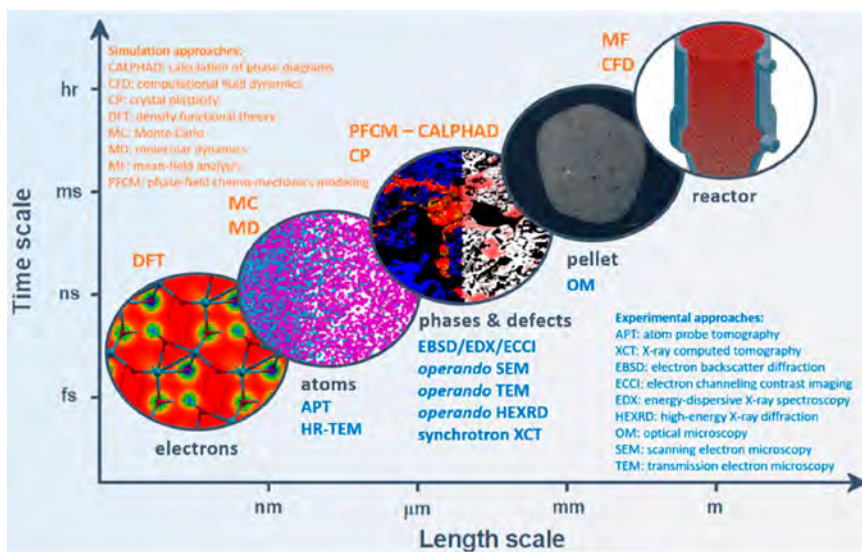 Simulation approaches:
CALPHAD: calculation of phase diagrams
CFD: computational fluid dynamics
CP: crystal plasticity
DFT: density functional theory
MC: Monte Carlo
MD: molecular dynamics
MF: mean-field analysis
PFCM: phase-field chemo-mechanics modeling
MF
CFD
PFCM – CALPHAD
CP
MC
MD
DFT
reactor
pellet
OM
phases & defects
EBSD/EDX/ECCI
operando SEM
operando TEM
operando HEXRD
synchrotron XCT
atoms
APT
HR-TEM
electrons
Experimental approaches:
APT: atom probe tomography
XCT: X-ray computed tomography
EBSD: electron backscatter diffraction
ECCI: electron channeling contrast imaging
EDX: energy-dispersive X-ray spectroscopy
HEXRD: high-energy X-ray diffraction
OM: optical microscopy
SEM: scanning electron microscopy
TEM: transmission electron microscopy
Time scale
hr
ms
ns
fs
nm
μm
mm
m
Length scale